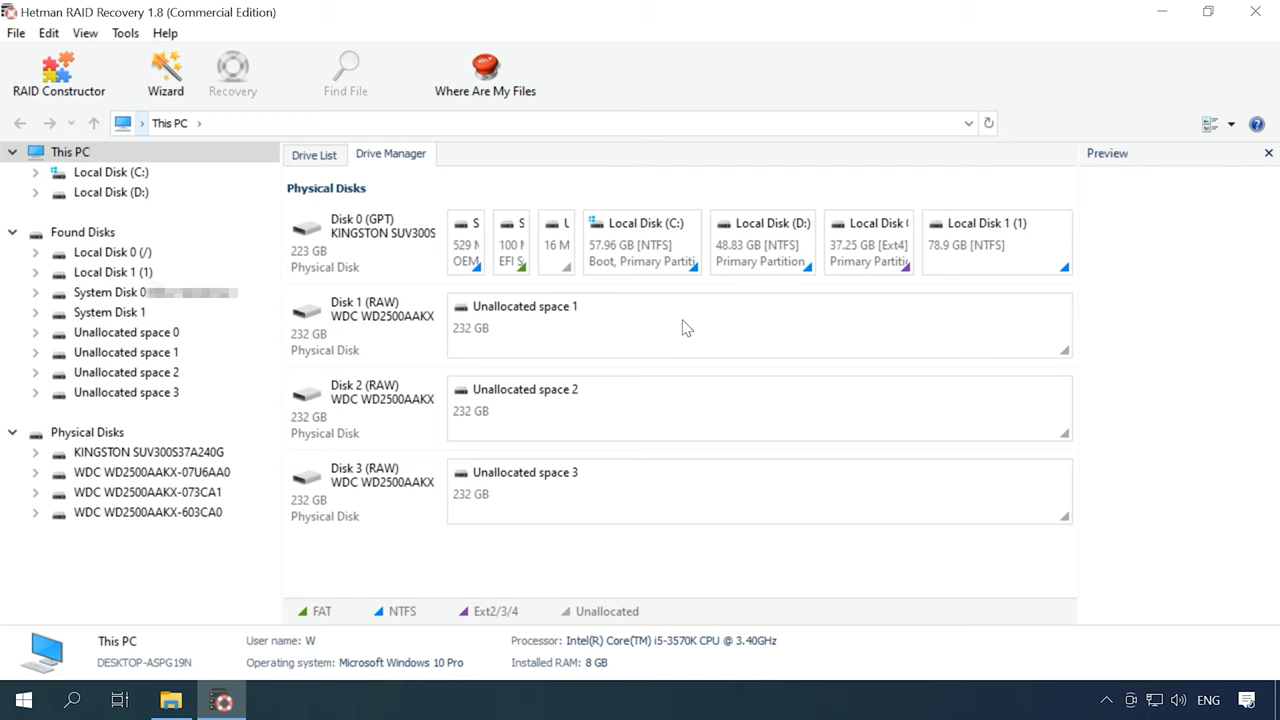 Hetman RAID Recovery 1.8 (Commercial Edition)
File Edit View Tools Help
RAID Constructor Wizard Recovery Find File Where Are My Files
This PC
This PC
Local Disk (C:)
Local Disk (D:)
Found Disks
Local Disk 0 (/)
Local Disk 1 (1)
System Disk 0
System Disk 1
Unallocated space 0
Unallocated space 1
Unallocated space 2
Unallocated space 3
Physical Disks
KINGSTON SUV300S37A240G
WDC WD2500AAKX-07U6AA0
WDC WD2500AAKX-073CA1
WDC WD2500AAKX-603CA0
Drive List Drive Manager
Physical Disks
Disk 0 (GPT)
KINGSTON SUV300S
223 GB
Physical Disk
S
529 M
OEM,
S
100 M
EFI S
U
16 M
Local Disk (C:)
57.96 GB [NTFS]
Boot, Primary Partiti
Local Disk (D:)
48.83 GB [NTFS]
Primary Partition
Local Disk (
37.25 GB [Ext4]
Primary Partitic
Local Disk 1 (1)
78.9 GB [NTFS]
Disk 1 (RAW)
WDC WD2500AAKX
232 GB
Physical Disk
Unallocated space 1
232 GB
Disk 2 (RAW)
WDC WD2500AAKX
232 GB
Physical Disk
Unallocated space 2
232 GB
Disk 3 (RAW)
WDC WD2500AAKX
232 GB
Physical Disk
Unallocated space 3
232 GB
FAT NTFS Ext2/3/4 Unallocated
Preview
This PC
DESKTOP-ASPG19N
User name: W
Operating system: Microsoft Windows 10 Pro
Processor: Intel(R) Core(TM) i5-3570K CPU @ 3.40GHz
Installed RAM: 8 GB
ENG